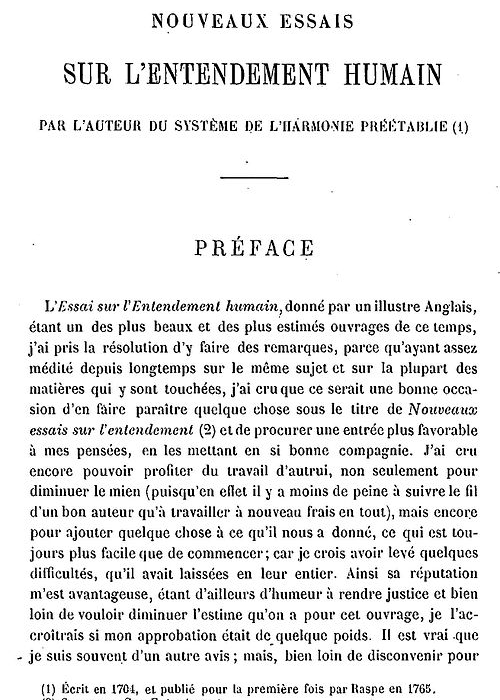 NOUVEAUX ESSAIS
SUR L'ENTENDEMENT HUMAIN
PAR L'AUTEUR DU SYSTÈME DE L'HARMONIE PRÉÉTABLIE (1)
PRÉFACE
L'Essai sur l'Entendement humain, donné par un illustre Anglais,
étant un des plus beaux et des plus estimés ouvrages de ce temps,
j'ai pris la résolution d'y faire des remarques, parce qu'ayant assez
médité depuis longtemps sur le même sujet et sur la plupart des
matières qui y sont touchées, j'ai cru que ce serait une bonne occa-
sion d'en faire paraître quelque chose sous le titre de Nouveaux
essais sur l'entendement (2) et de procurer une entrée plus favorable
à mes pensées, en les mettant en si bonne compagnie. J'ai cru
encore pouvoir profiter du travail d'autrui, non seulement pour
diminuer le mien (puisqu'en effet il y a moins de peine à suivre le fil
d'un bon auteur qu'à travailler à nouveau frais en tout), mais encore
pour ajouter quelque chose à ce qu'il nous a donné, ce qui est tou-
jours plus facile que de commencer ; car je crois avoir levé quelques
difficultés, qu'il avait laissées en leur entier. Ainsi sa réputation
m'est avantageuse, étant d'ailleurs d'humeur à rendre justice et bien
loin de vouloir diminuer l'estime qu'on a pour cet ouvrage, je l'ac-
croîtrais si mon approbation était de quelque poids. Il est vrai que
je suis souvent d'un autre avis ; mais, bien loin de disconvenir pour
(1) Écrit en 1704, et publié pour la première fois par Raspe en 1765.